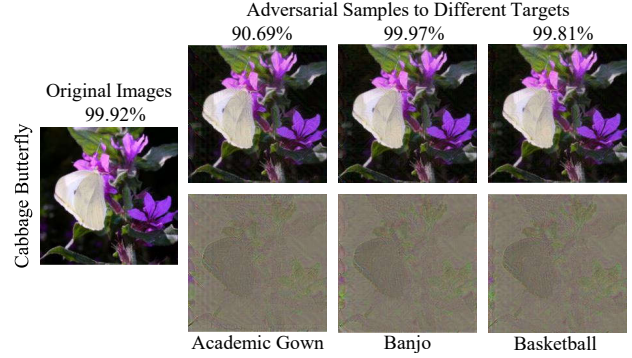 Adversarial Samples to Different Targets
90.69% 99.97% 99.81%
Original Images
99.92%
Cabbage Butterfly
Academic Gown Banjo Basketball